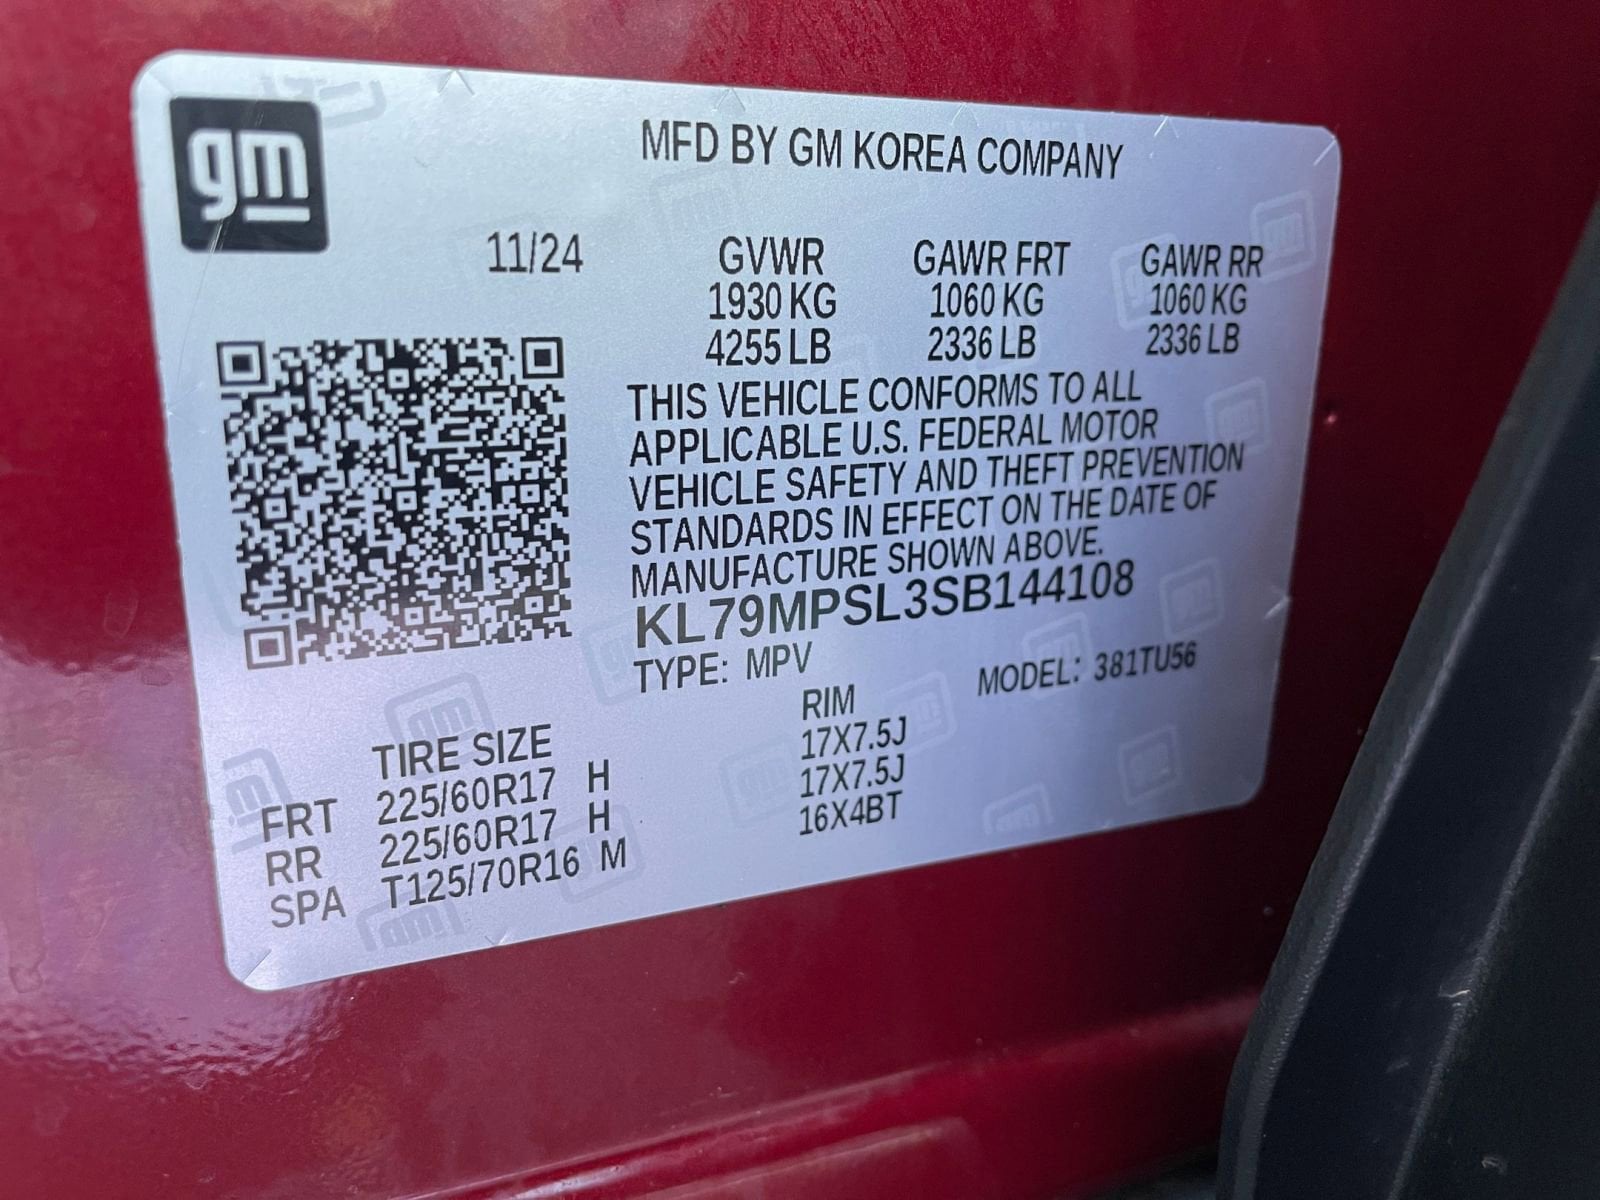 gm
MFD BY GM KOREA COMPANY
11/24
GVWR GAWR FRT GAWR RR
1930 KG 1060 KG 1060 KG
4255 LB 2336 LB 2336 LB
THIS VEHICLE CONFORMS TO ALL
APPLICABLE U.S. FEDERAL MOTOR
VEHICLE SAFETY AND THEFT PREVENTION
STANDARDS IN EFFECT ON THE DATE OF
MANUFACTURE SHOWN ABOVE.
KL79MPSL3SB144108
TYPE: MPV MODEL: 381TU56
TIRE SIZE RIM
FRT 225/60R17 H 17X7.5J
RR 225/60R17 H 17X7.5J
SPA T125/70R16 M 16X4BT